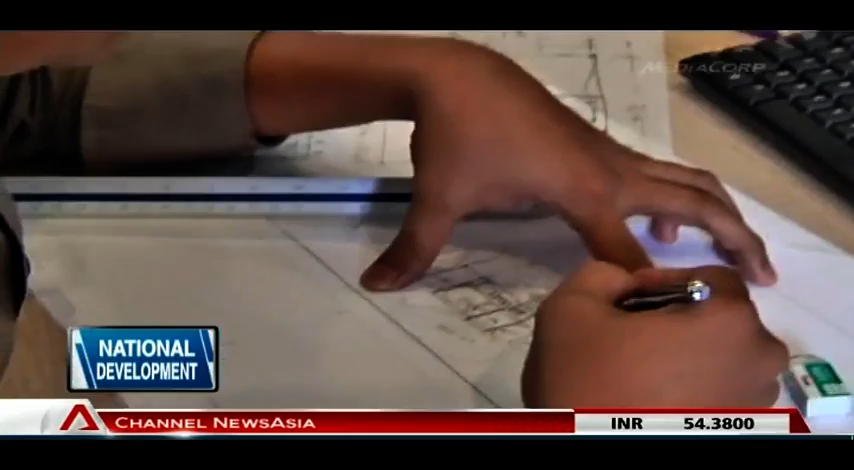 MEDIACORP
NATIONAL
DEVELOPMENT
CHANNEL NEWSASIA
INR 54.3800